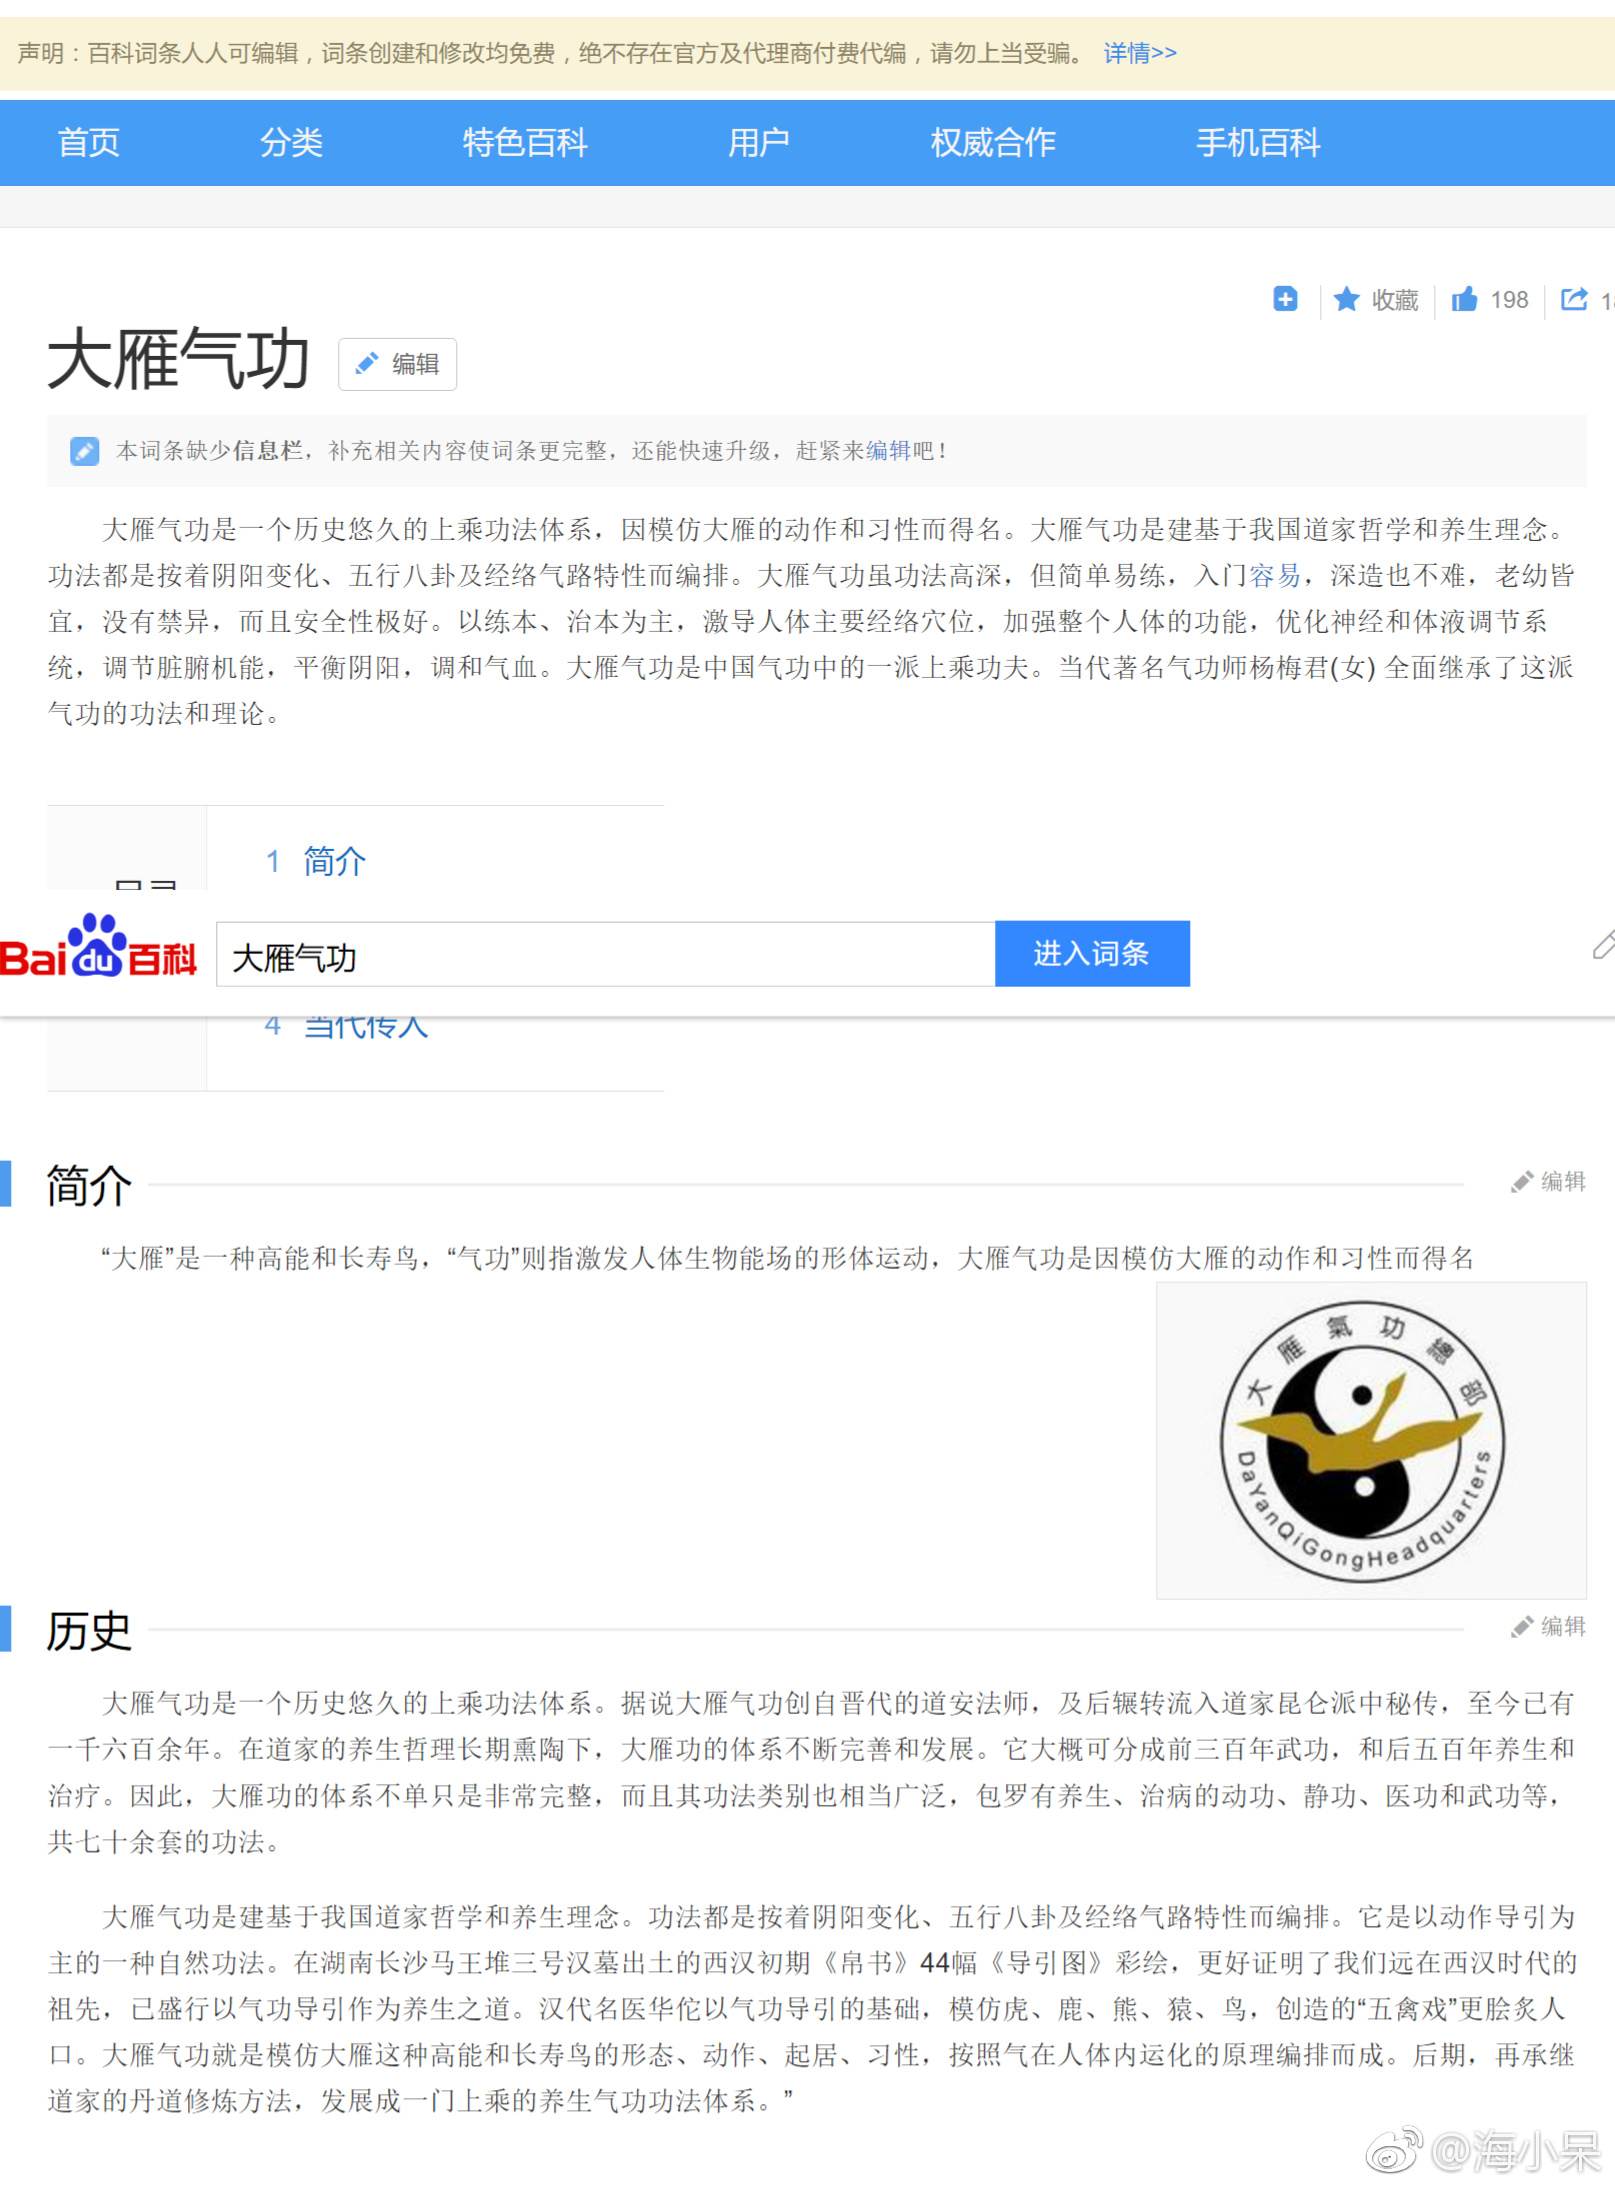 声明：百科词条人人可编辑，词条创建和修改均免费，绝不存在官方及代理商付费代编，请勿上当受骗。 详情>>
首页 分类 特色百科 用户 权威合作 手机百科
收藏 198
大雁气功 编辑
本词条缺少信息栏，补充相关内容使词条更完整，还能快速升级，赶紧来编辑吧！
大雁气功是一个历史悠久的上乘功法体系，因模仿大雁的动作和习性而得名。大雁气功是建基于我国道家哲学和养生理念。
功法都是按着阴阳变化、五行八卦及经络气路特性而编排。大雁气功虽功法高深，但简单易练，入门容易，深造也不难，老幼皆
宜，没有禁异，而且安全性极好。以练本、治本为主，激导人体主要经络穴位，加强整个人体的功能，优化神经和体液调节系
统，调节脏腑机能，平衡阴阳，调和气血。大雁气功是中国气功中的一派上乘功夫。当代著名气功师杨梅君(女) 全面继承了这派
气功的功法和理论。
1 简介
Bai du 百科 大雁气功 进入词条
4 当代传人
简介 编辑
“大雁”是一种高能和长寿鸟，“气功”则指激发人体生物能场的形体运动，大雁气功是因模仿大雁的动作和习性而得名
大雁氣功總部
DaYanQiGongHeadquarters
历史 编辑
大雁气功是一个历史悠久的上乘功法体系。据说大雁气功创自晋代的道安法师，及后辗转流入道家昆仑派中秘传，至今已有
一千六百余年。在道家的养生哲理长期熏陶下，大雁功的体系不断完善和发展。它大概可分成前三百年武功，和后五百年养生和
治疗。因此，大雁功的体系不单只是非常完整，而且其功法类别也相当广泛，包罗有养生、治病的动功、静功、医功和武功等，
共七十余套的功法。
大雁气功是建基于我国道家哲学和养生理念。功法都是按着阴阳变化、五行八卦及经络气路特性而编排。它是以动作导引为
主的一种自然功法。在湖南长沙马王堆三号汉墓出土的西汉初期《帛书》44幅《导引图》彩绘，更好证明了我们远在西汉时代的
祖先，已盛行以气功导引作为养生之道。汉代名医华佗以气功导引的基础，模仿虎、鹿、熊、猿、鸟，创造的“五禽戏”更脍炙人
口。大雁气功就是模仿大雁这种高能和长寿鸟的形态、动作、起居、习性，按照气在人体内运化的原理编排而成。后期，再承继
道家的丹道修炼方法，发展成一门上乘的养生气功功法体系。”
@海小呆